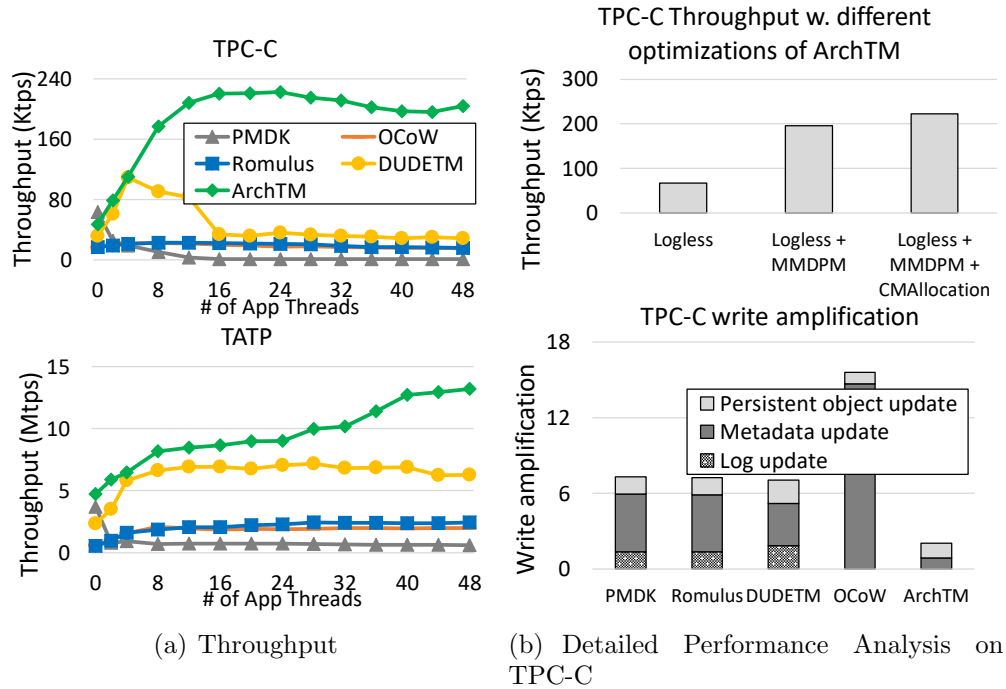 TPC-C
Throughput (Ktps)
240
160
80
0
PMDK
OCoW
Romulus
DUDETM
ArchTM
0 8 16 24 32 40 48
# of App Threads
TATP
Throughput (Mtps)
15
10
5
0
0 8 16 24 32 40 48
# of App Threads
(a) Throughput
TPC-C Throughput w. different
optimizations of ArchTM
Throughput (Ktps)
300
200
100
0
Logless
Logless +
MMDPM
Logless +
MMDPM +
CMAllocation
TPC-C write amplification
Write amplification
18
12
6
0
Persistent object update
Metadata update
Log update
PMDK Romulus DUDETM OCoW ArchTM
(b) Detailed Performance Analysis on
TPC-C